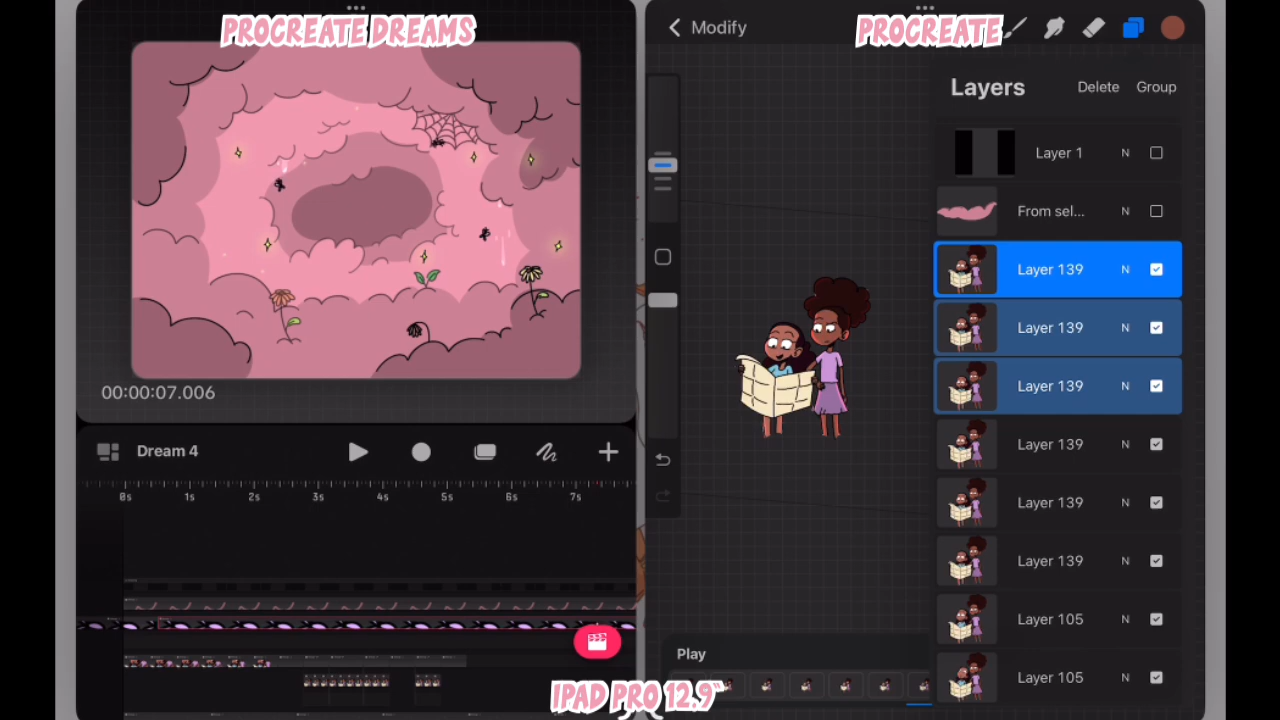 PROCREATE DREAMS
PROCREATE
Modify
Layers
Delete
Group
Layer 1
N
From sel...
N
Layer 139
N
Layer 139
N
Layer 139
N
Layer 139
N
Layer 139
N
Layer 139
N
Layer 105
N
Layer 105
N
00:00:07.006
Dream 4
0s 1s 2s 3s 4s 5s 6s 7s
Play
IPAD PRO 12.9"